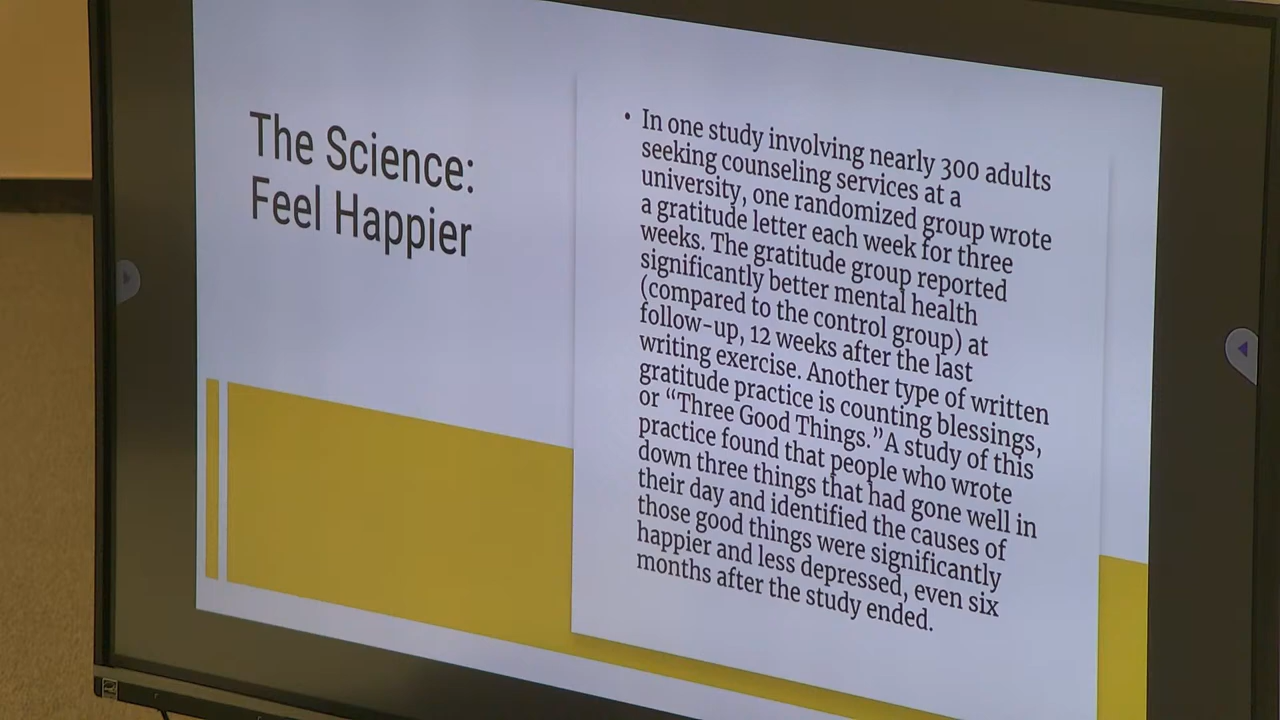 The Science:
Feel Happier
• In one study involving nearly 300 adults
seeking counseling services at a
university, one randomized group wrote
a gratitude letter each week for three
weeks. The gratitude group reported
significantly better mental health
(compared to the control group) at
follow-up, 12 weeks after the last
writing exercise. Another type of written
gratitude practice is counting blessings,
or “Three Good Things.”A study of this
practice found that people who wrote
down three things that had gone well in
their day and identified the causes of
those good things were significantly
happier and less depressed, even six
months after the study ended.